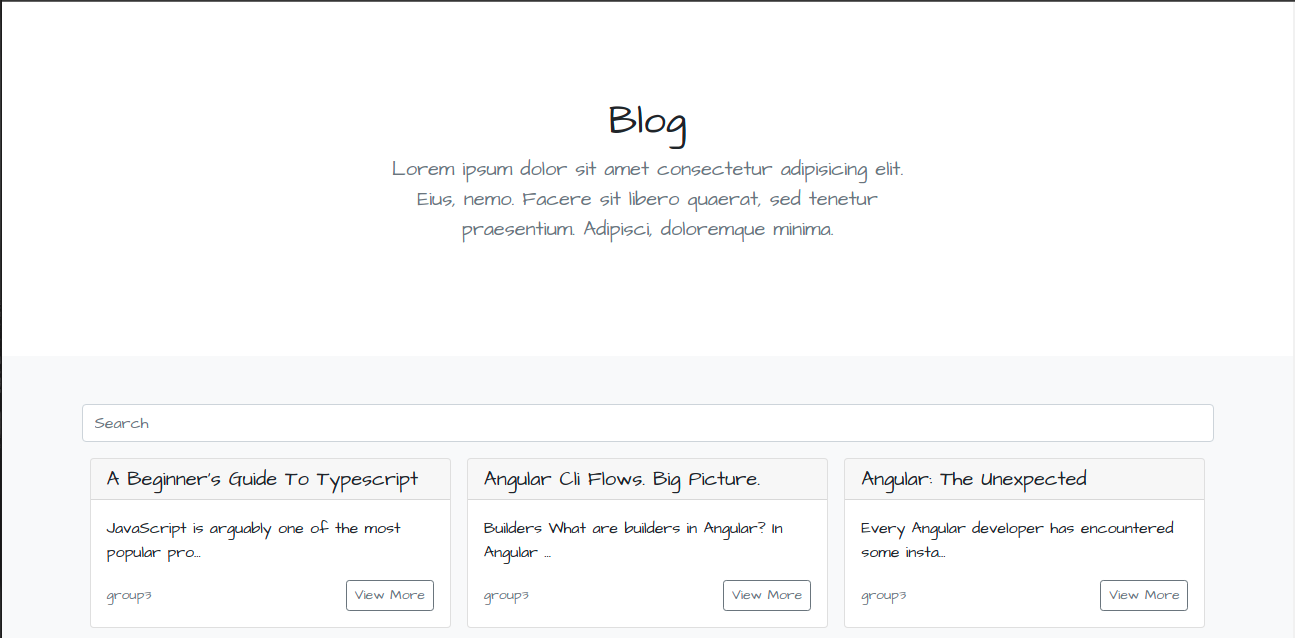 Blog
Lorem ipsum dolor sit amet consectetur adipisicing elit.
Eius, nemo. Facere sit libero quaerat, sed tenetur
praesentium. Adipisci, doloremque minima.
Search
A Beginner's Guide To Typescript
JavaScript is arguably one of the most
popular pro...
group3
View More
Angular Cli Flows. Big Picture.
Builders What are builders in Angular? In
Angular ...
group3
View More
Angular: The Unexpected
Every Angular developer has encountered
some insta...
group3
View More